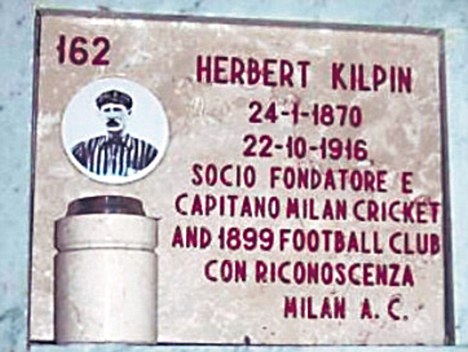 162
HERBERT KILPIN
24-1-1870
22-10-1916
SOCIO FONDATORE E
CAPITANO MILAN CRICKET
AND 1899 FOOTBALL CLUB
CON RICONOSCENZA
MILAN A. C.